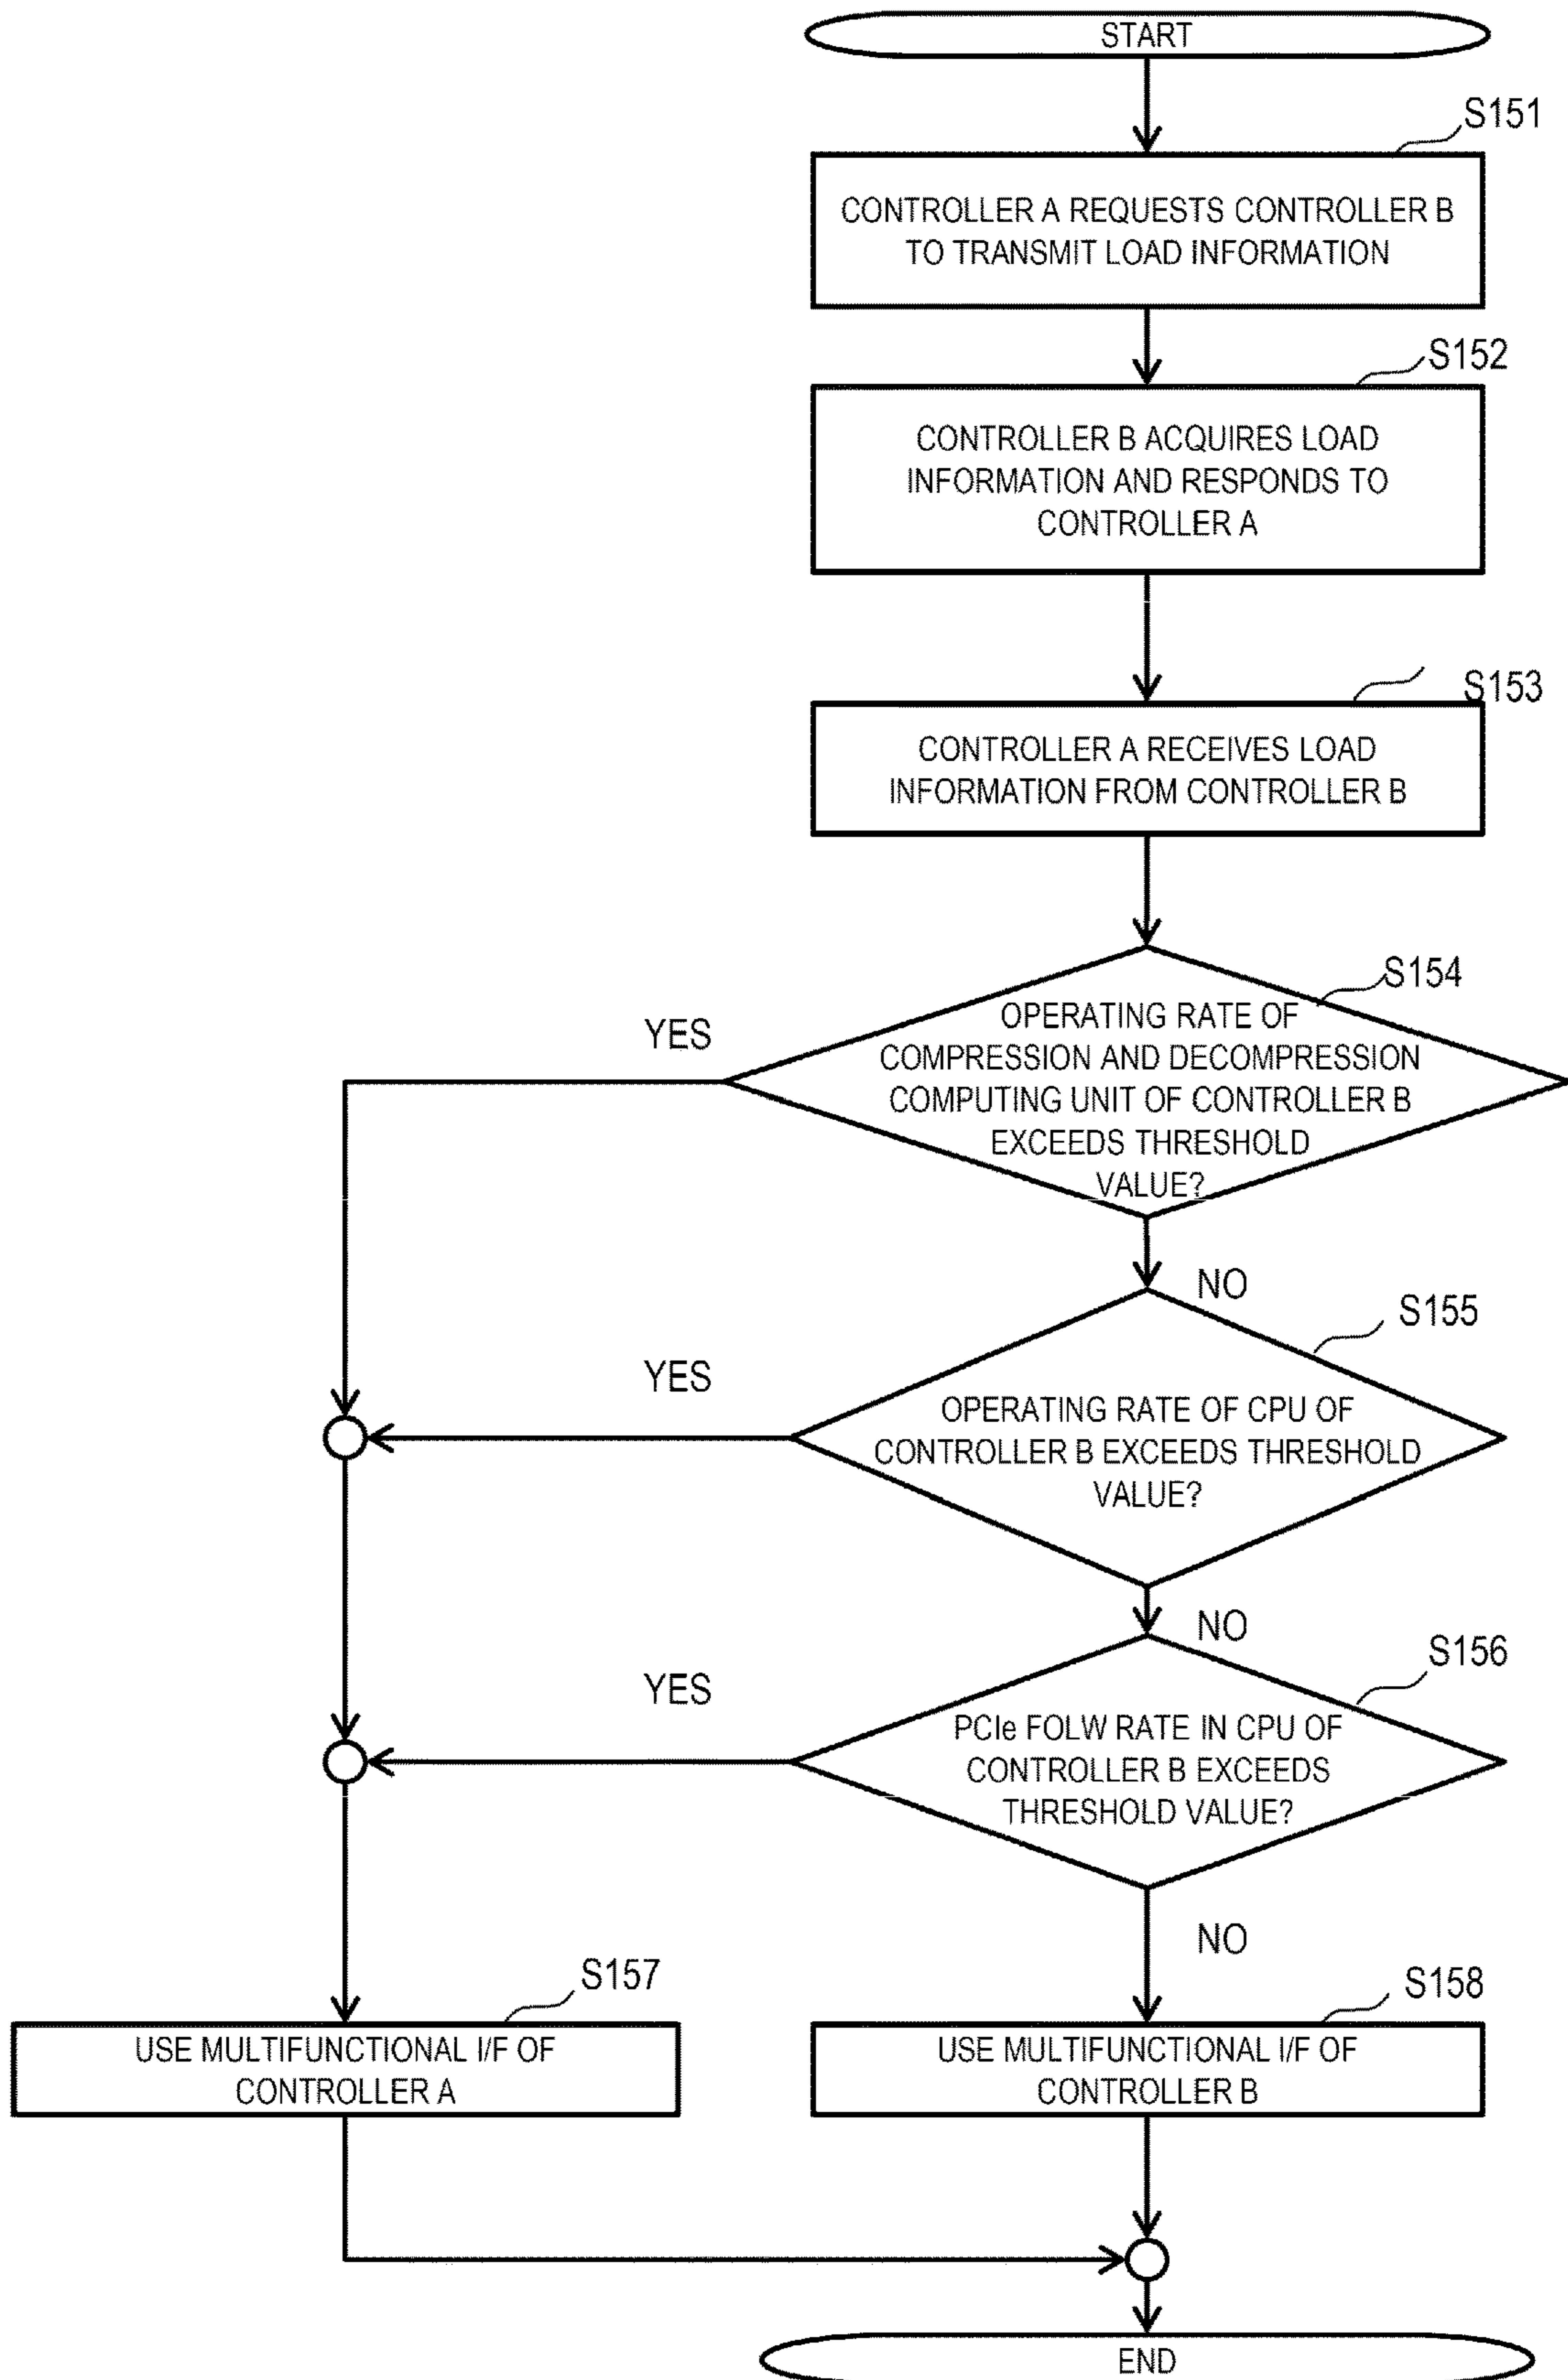 START
S151
CONTROLLER A REQUESTS CONTROLLER B
TO TRANSMIT LOAD INFORMATION
S152
CONTROLLER B ACQUIRES LOAD
INFORMATION AND RESPONDS TO
CONTROLLER A
S153
CONTROLLER A RECEIVES LOAD
INFORMATION FROM CONTROLLER B
S154
YES
OPERATING RATE OF
COMPRESSION AND DECOMPRESSION
COMPUTING UNIT OF CONTROLLER B
EXCEEDS THRESHOLD
VALUE?
NO
S155
YES
OPERATING RATE OF CPU OF
CONTROLLER B EXCEEDS THRESHOLD
VALUE?
NO
S156
YES
PCIe FOLW RATE IN CPU OF
CONTROLLER B EXCEEDS
THRESHOLD VALUE?
NO
S157
USE MULTIFUNCTIONAL I/F OF
CONTROLLER A
S158
USE MULTIFUNCTIONAL I/F OF
CONTROLLER B
END